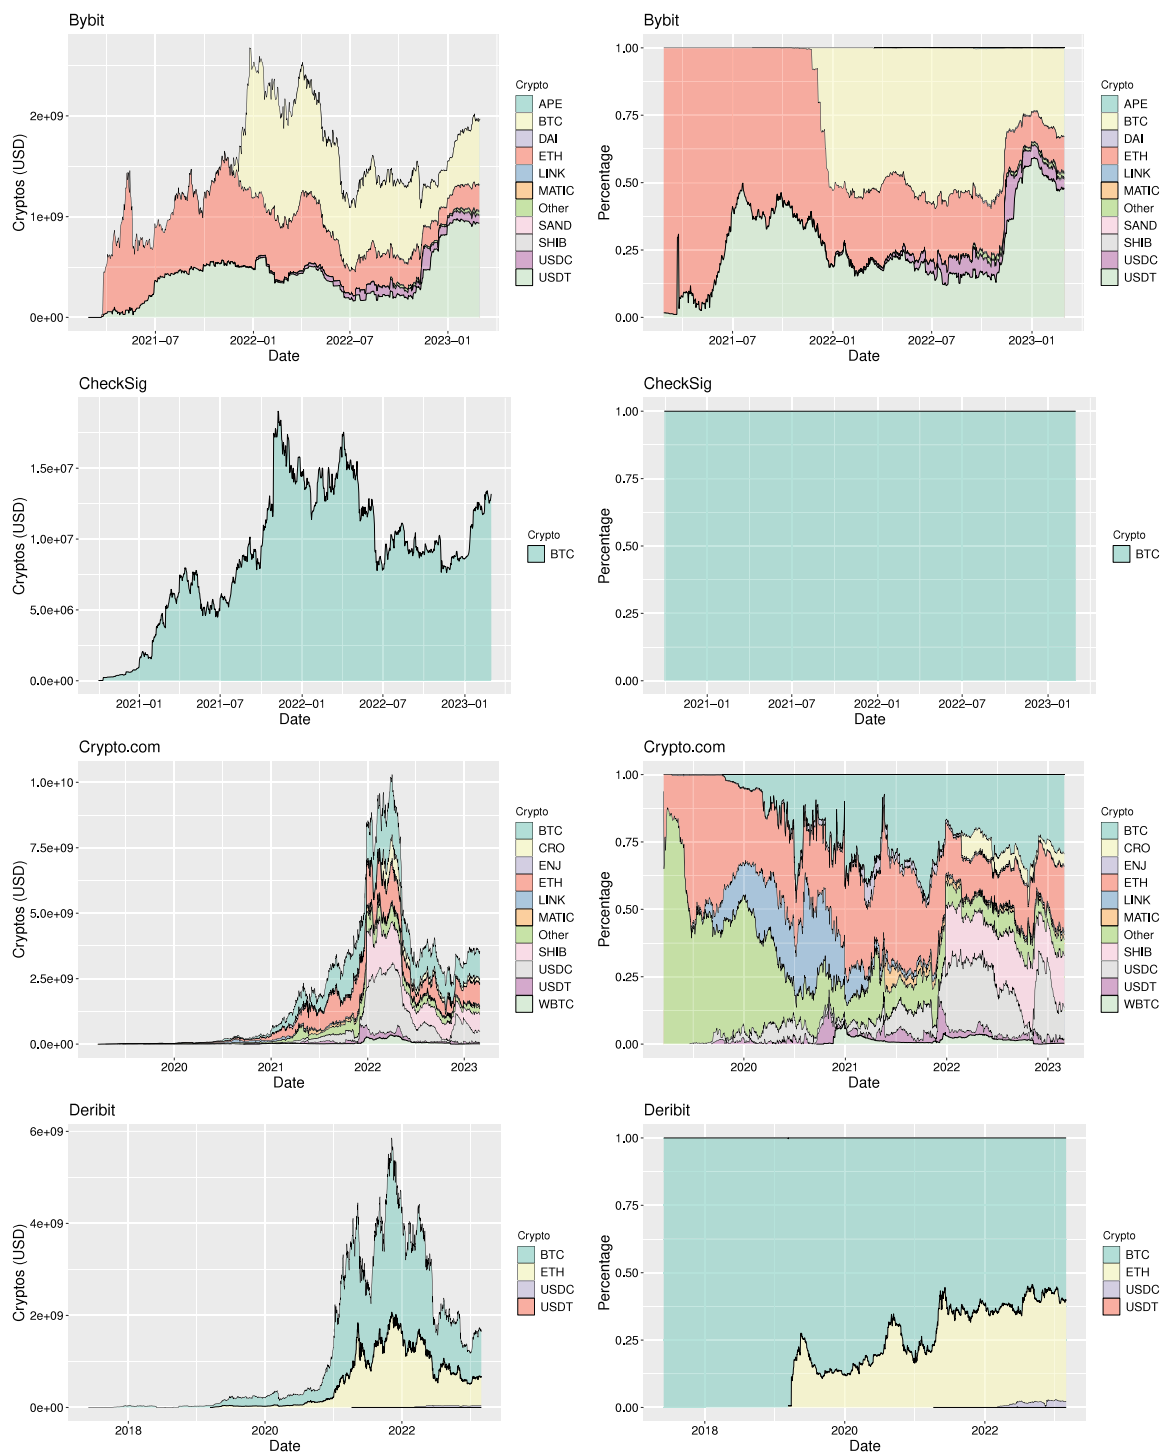 Bybit
Cryptos (USD)
2e+09
1e+09
0e+00
2021−07
2022−01
2022−07
2023−01
Date
Crypto
APE
BTC
DAI
ETH
LINK
MATIC
Other
SAND
SHIB
USDC
USDT
Bybit
Percentage
1.00
0.75
0.50
0.25
0.00
2021−07
2022−01
2022−07
2023−01
Date
Crypto
APE
BTC
DAI
ETH
LINK
MATIC
Other
SAND
SHIB
USDC
USDT
CheckSig
Cryptos (USD)
1.5e+07
1.0e+07
5.0e+06
0.0e+00
2021−01
2021−07
2022−01
2022−07
2023−01
Date
Crypto
BTC
CheckSig
Percentage
1.00
0.75
0.50
0.25
0.00
2021−01
2021−07
2022−01
2022−07
2023−01
Date
Crypto
BTC
Crypto.com
Cryptos (USD)
1.0e+10
7.5e+09
5.0e+09
2.5e+09
0.0e+00
2020
2021
2022
2023
Date
Crypto
BTC
CRO
ENJ
ETH
LINK
MATIC
Other
SHIB
USDC
USDT
WBTC
Crypto.com
Percentage
1.00
0.75
0.50
0.25
0.00
2020
2021
2022
2023
Date
Crypto
BTC
CRO
ENJ
ETH
LINK
MATIC
Other
SHIB
USDC
USDT
WBTC
Deribit
Cryptos (USD)
6e+09
4e+09
2e+09
0e+00
2018
2020
2022
Date
Crypto
BTC
ETH
USDC
USDT
Deribit
Percentage
1.00
0.75
0.50
0.25
0.00
2018
2020
2022
Date
Crypto
BTC
ETH
USDC
USDT